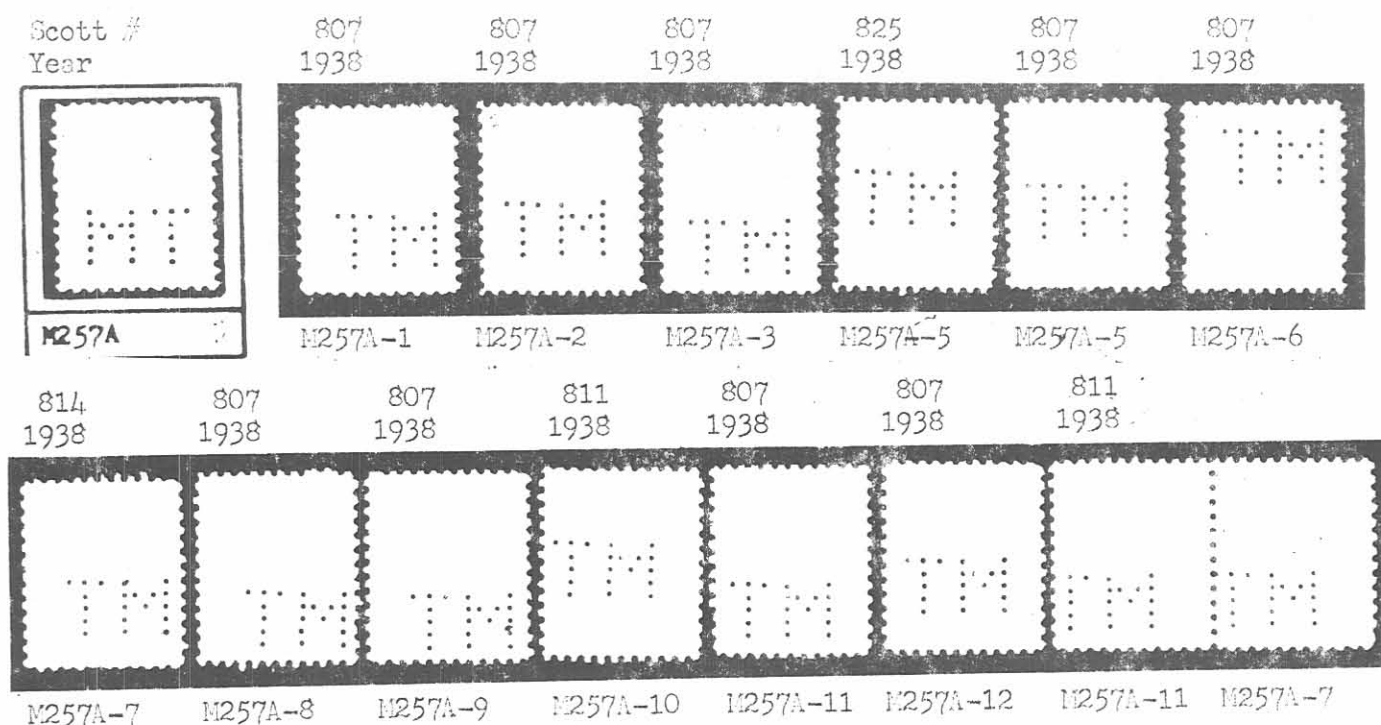 Scott # 807 807 807 825 807 807
Year 1938 1938 1938 1938 1938 1938
MT TM TM TM TM TM TM
M257A M257A-1 M257A-2 M257A-3 M257A-5 M257A-5 M257A-6
814 807 807 811 807 807 811
1938 1938 1938 1938 1938 1938 1938
TM TM TM TM TM TM TM TM
M257A-7 M257A-8 M257A-9 M257A-10 M257A-11 M257A-12 M257A-11 M257A-7